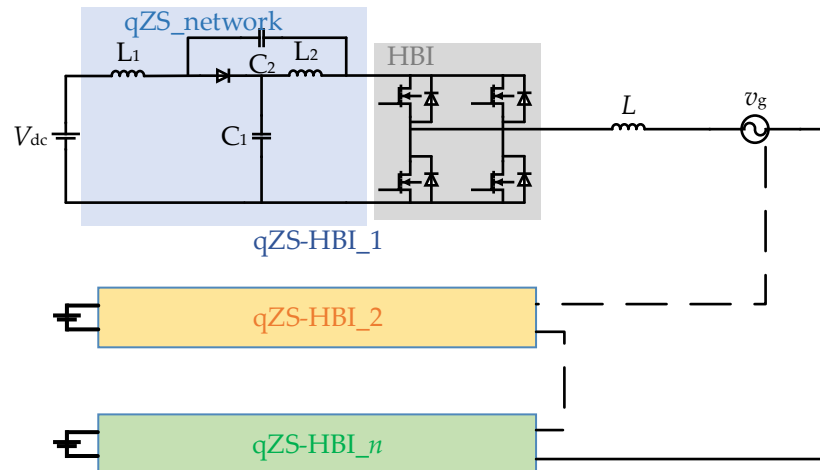 qZS_network
L1
C2
L2
HBI
L
vg
Vdc
C1
qZS-HBI_1
qZS-HBI_2
qZS-HBI_n